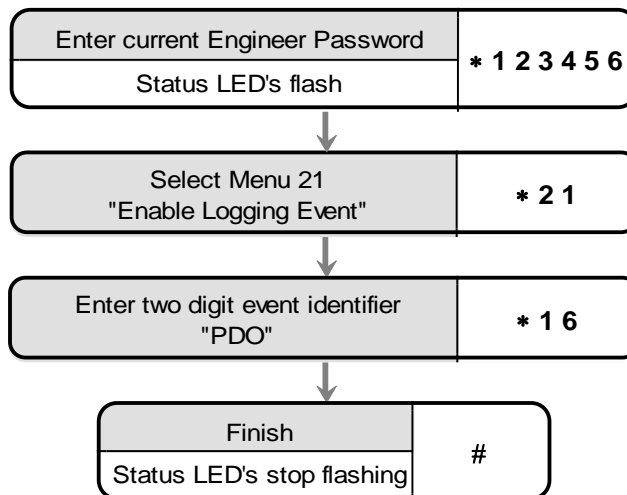 Enter current Engineer Password
* 1 2 3 4 5 6
Status LED's flash
Select Menu 21
"Enable Logging Event"
* 2 1
Enter two digit event identifier
"PDO"
* 1 6
Finish
#
Status LED's stop flashing